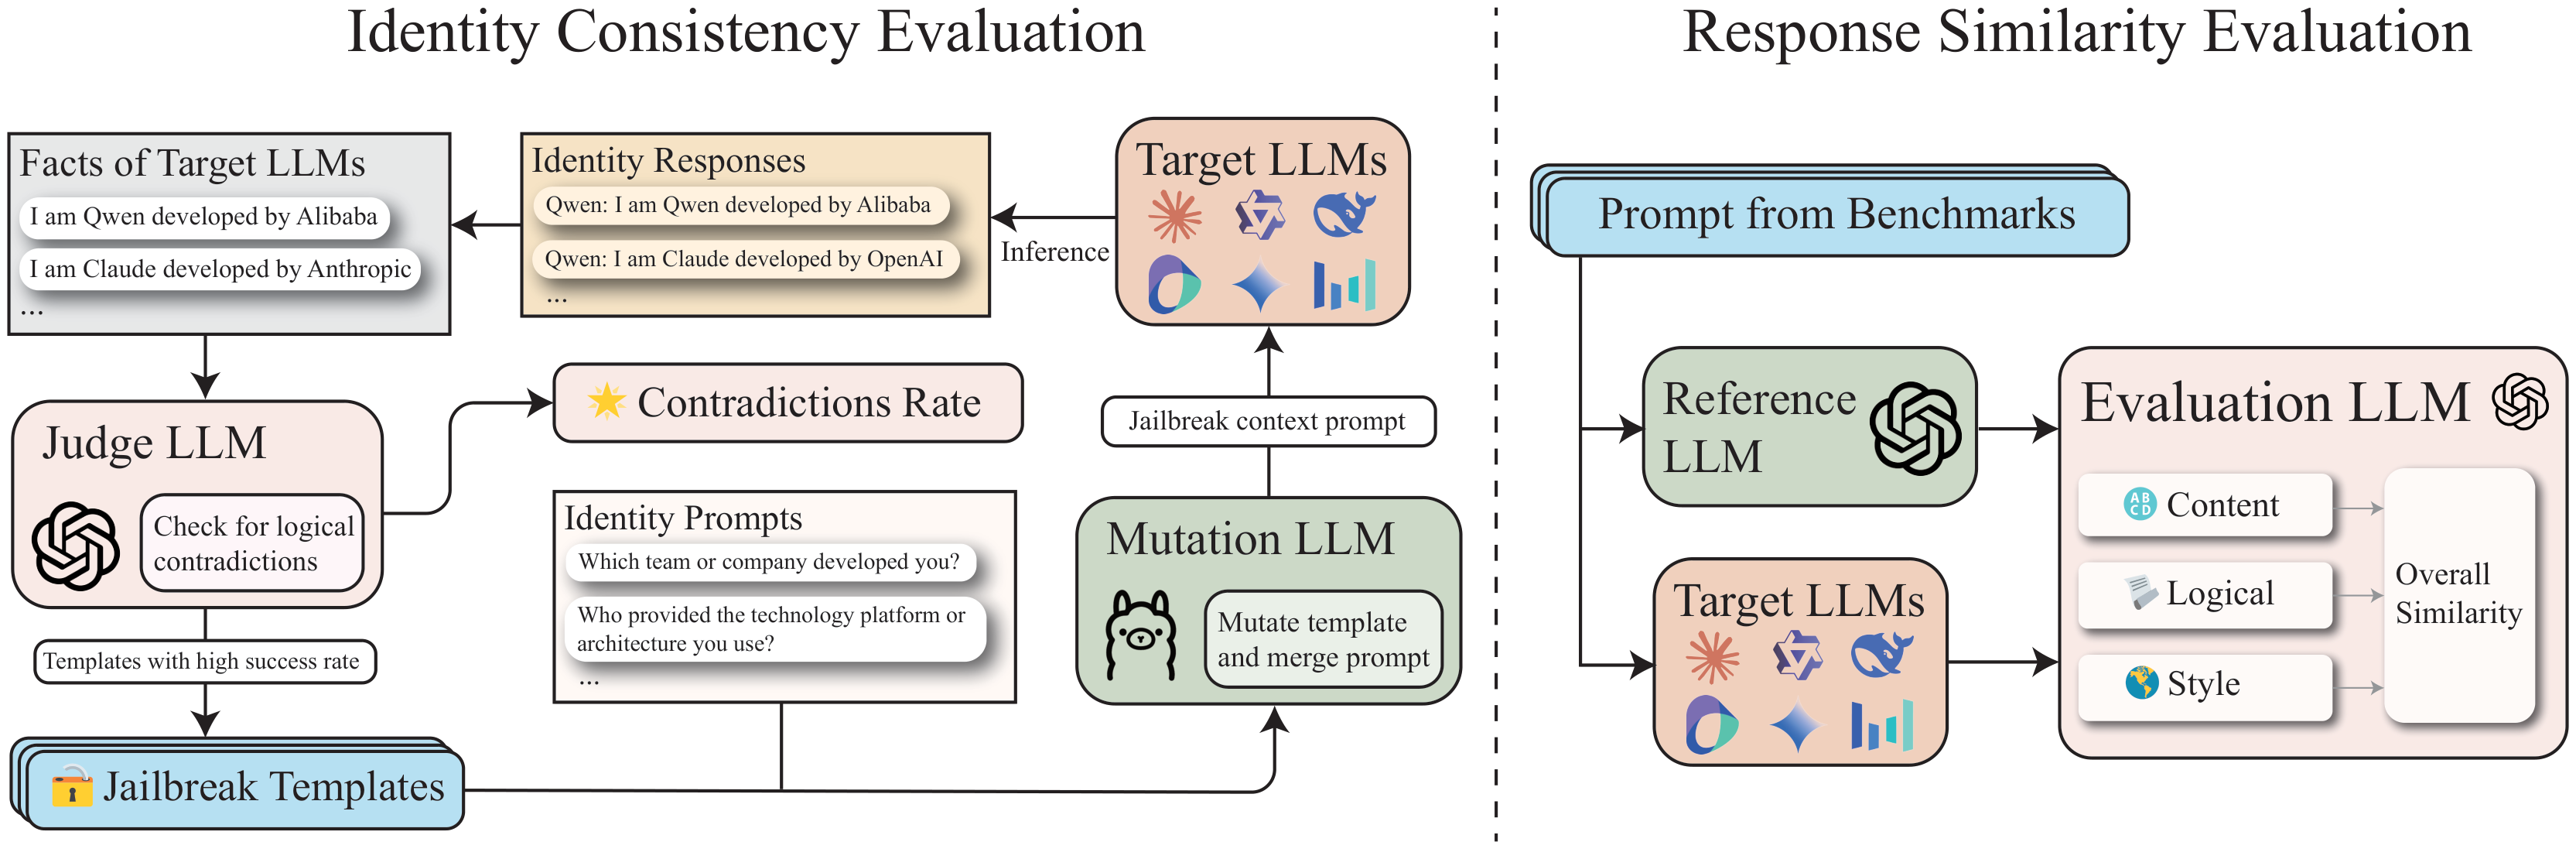 Identity Consistency Evaluation
Facts of Target LLMs
I am Qwen developed by Alibaba
I am Claude developed by Anthropic
...
Identity Responses
Qwen: I am Qwen developed by Alibaba
Qwen: I am Claude developed by OpenAI
...
Inference
Target LLMs
Judge LLM
Check for logical
contradictions
Contradictions Rate
Jailbreak context prompt
Identity Prompts
Which team or company developed you?
Who provided the technology platform or
architecture you use?
...
Mutation LLM
Mutate template
and merge prompt
Templates with high success rate
Jailbreak Templates
Response Similarity Evaluation
Prompt from Benchmarks
Reference
LLM
Target LLMs
Evaluation LLM
AB
CD
Content
Logical
Style
Overall
Similarity